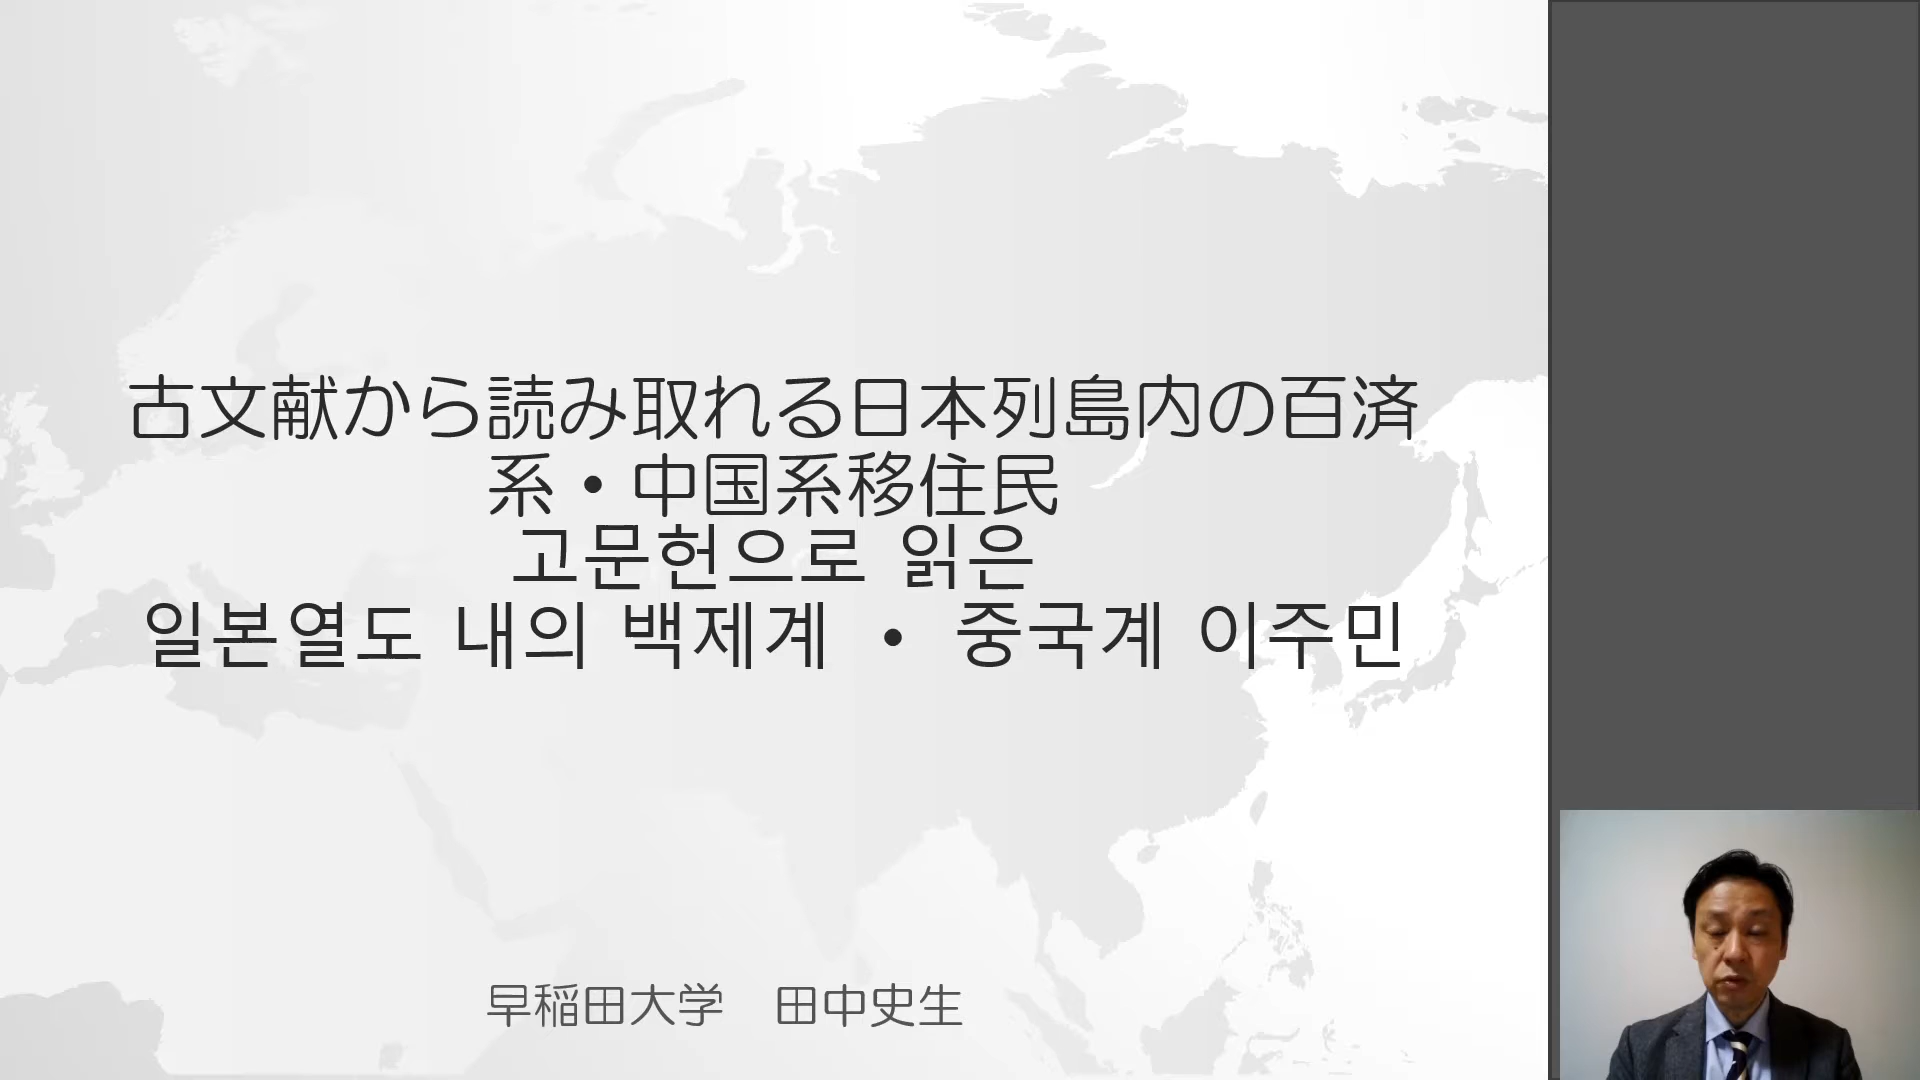 古文献から読み取れる日本列島内の百済
系・中国系移住民
고문헌으로 읽은
일본열도 내의 백제계 • 중국계 이주민
早稲田大学　田中史生